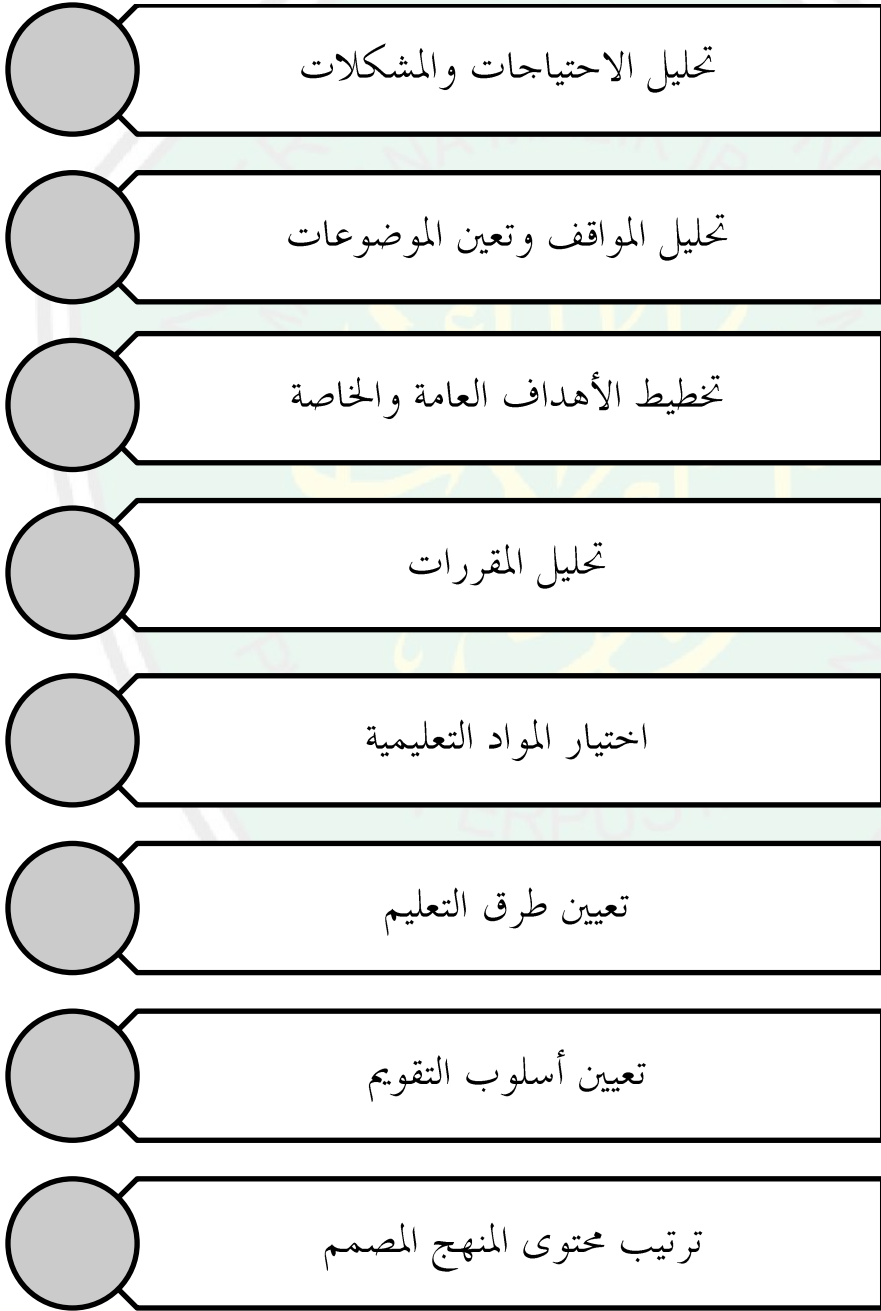 تحليل الاحتياجات والمشكلات
تحليل المواقف وتعين الموضوعات
تخطيط الأهداف العامة والخاصة
تحليل المقررات
اختيار المواد التعليمية
تعيين طرق التعليم
تعيين أسلوب التقويم
ترتيب محتوى المنهج المصمم